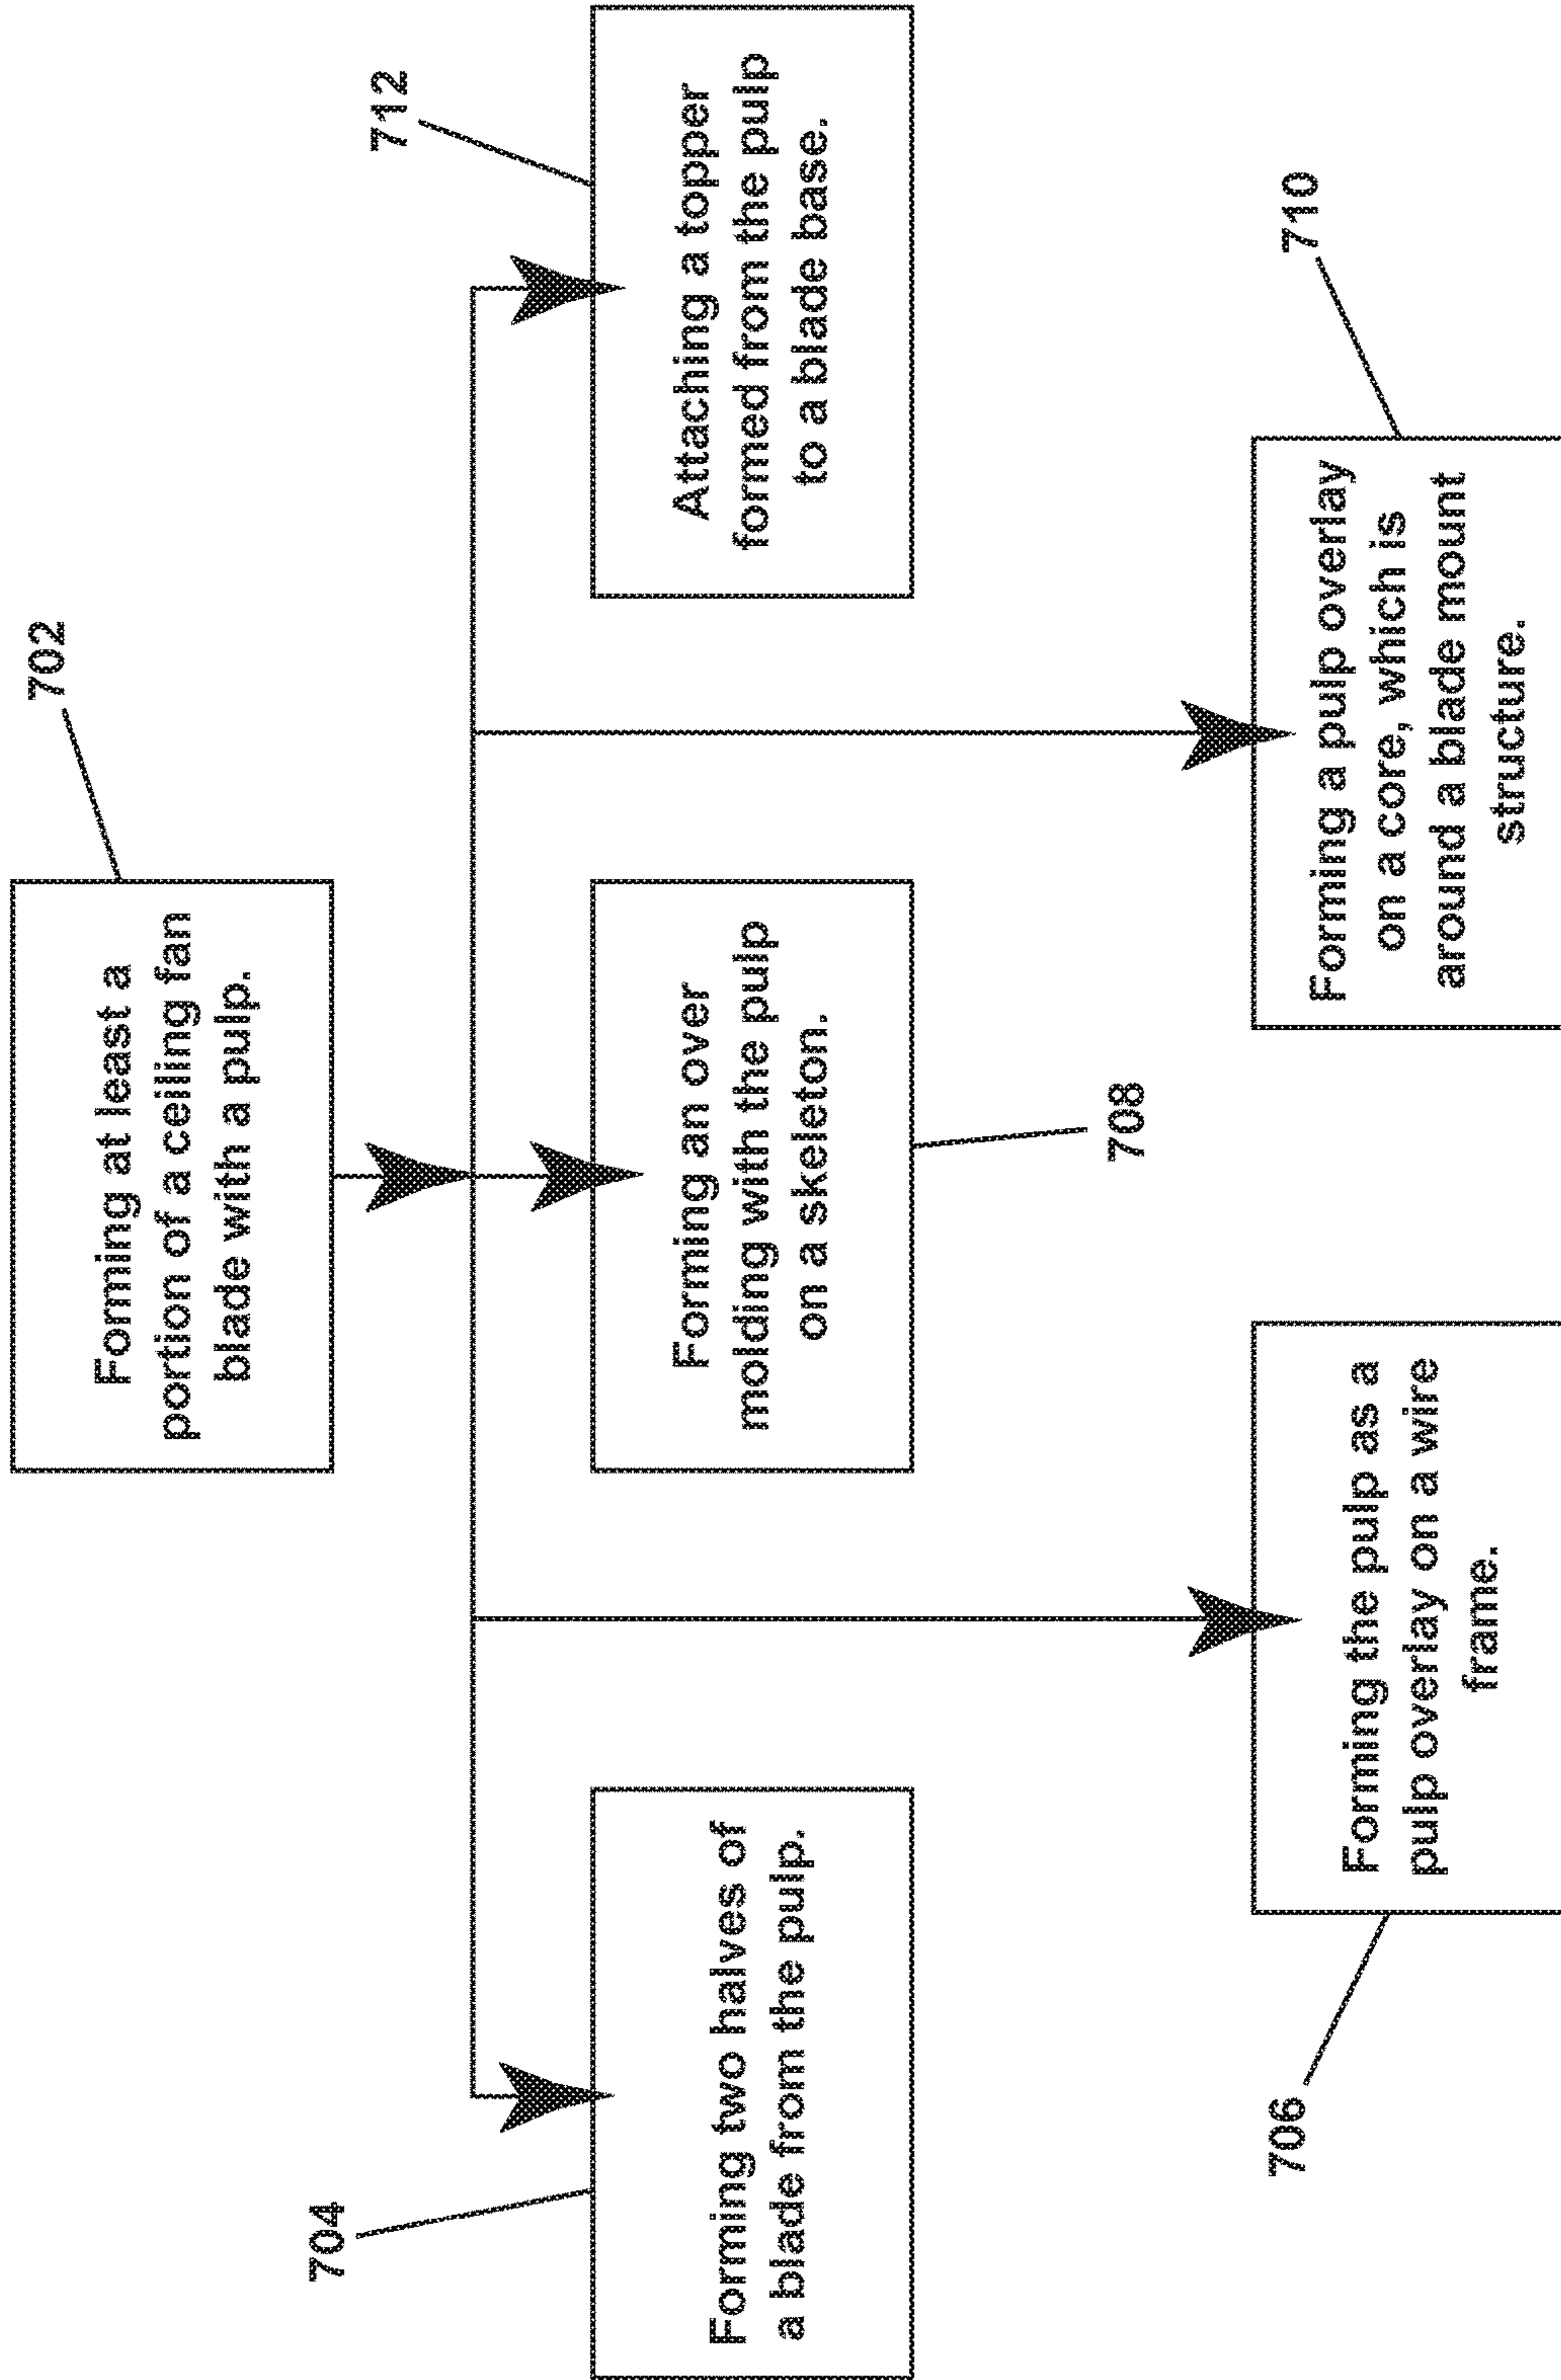 702
Forming at least a
portion of a ceiling fan
blade with a pulp.
704
Forming two halves of
a blade from the pulp.
708
Forming an over
molding with the pulp
on a skeleton.
712
Attaching a topper
formed from the pulp
to a blade base.
706
Forming the pulp as a
pulp overlay on a wire
frame.
710
Forming a pulp overlay
on a core, which is
around a blade mount
structure.